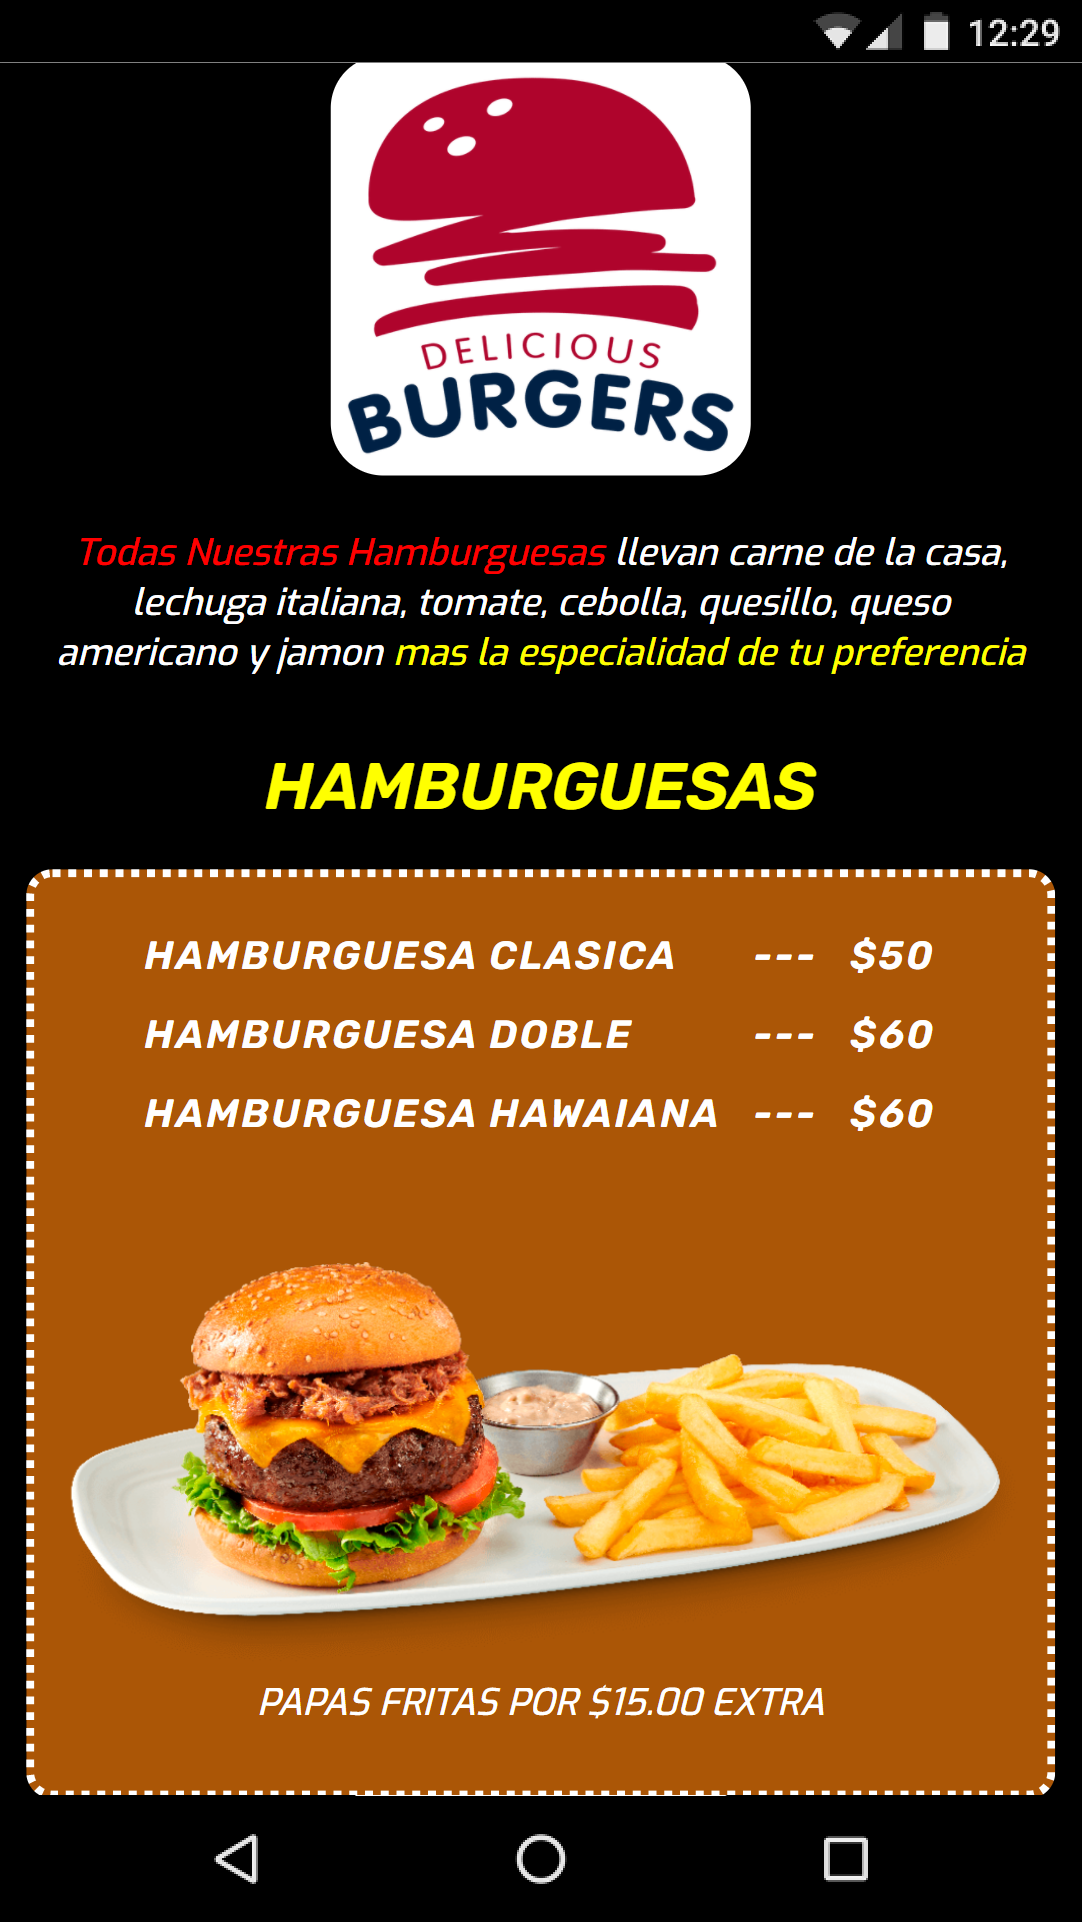 12:29
DELICIOUS
BURGERS
Todas Nuestras Hamburguesas llevan carne de la casa,
lechuga italiana, tomate, cebolla, quesillo, queso
americano y jamon mas la especialidad de tu preferencia
HAMBURGUESAS
HAMBURGUESA CLASICA --- $50
HAMBURGUESA DOBLE --- $60
HAMBURGUESA HAWAIANA --- $60
PAPAS FRITAS POR $15.00 EXTRA